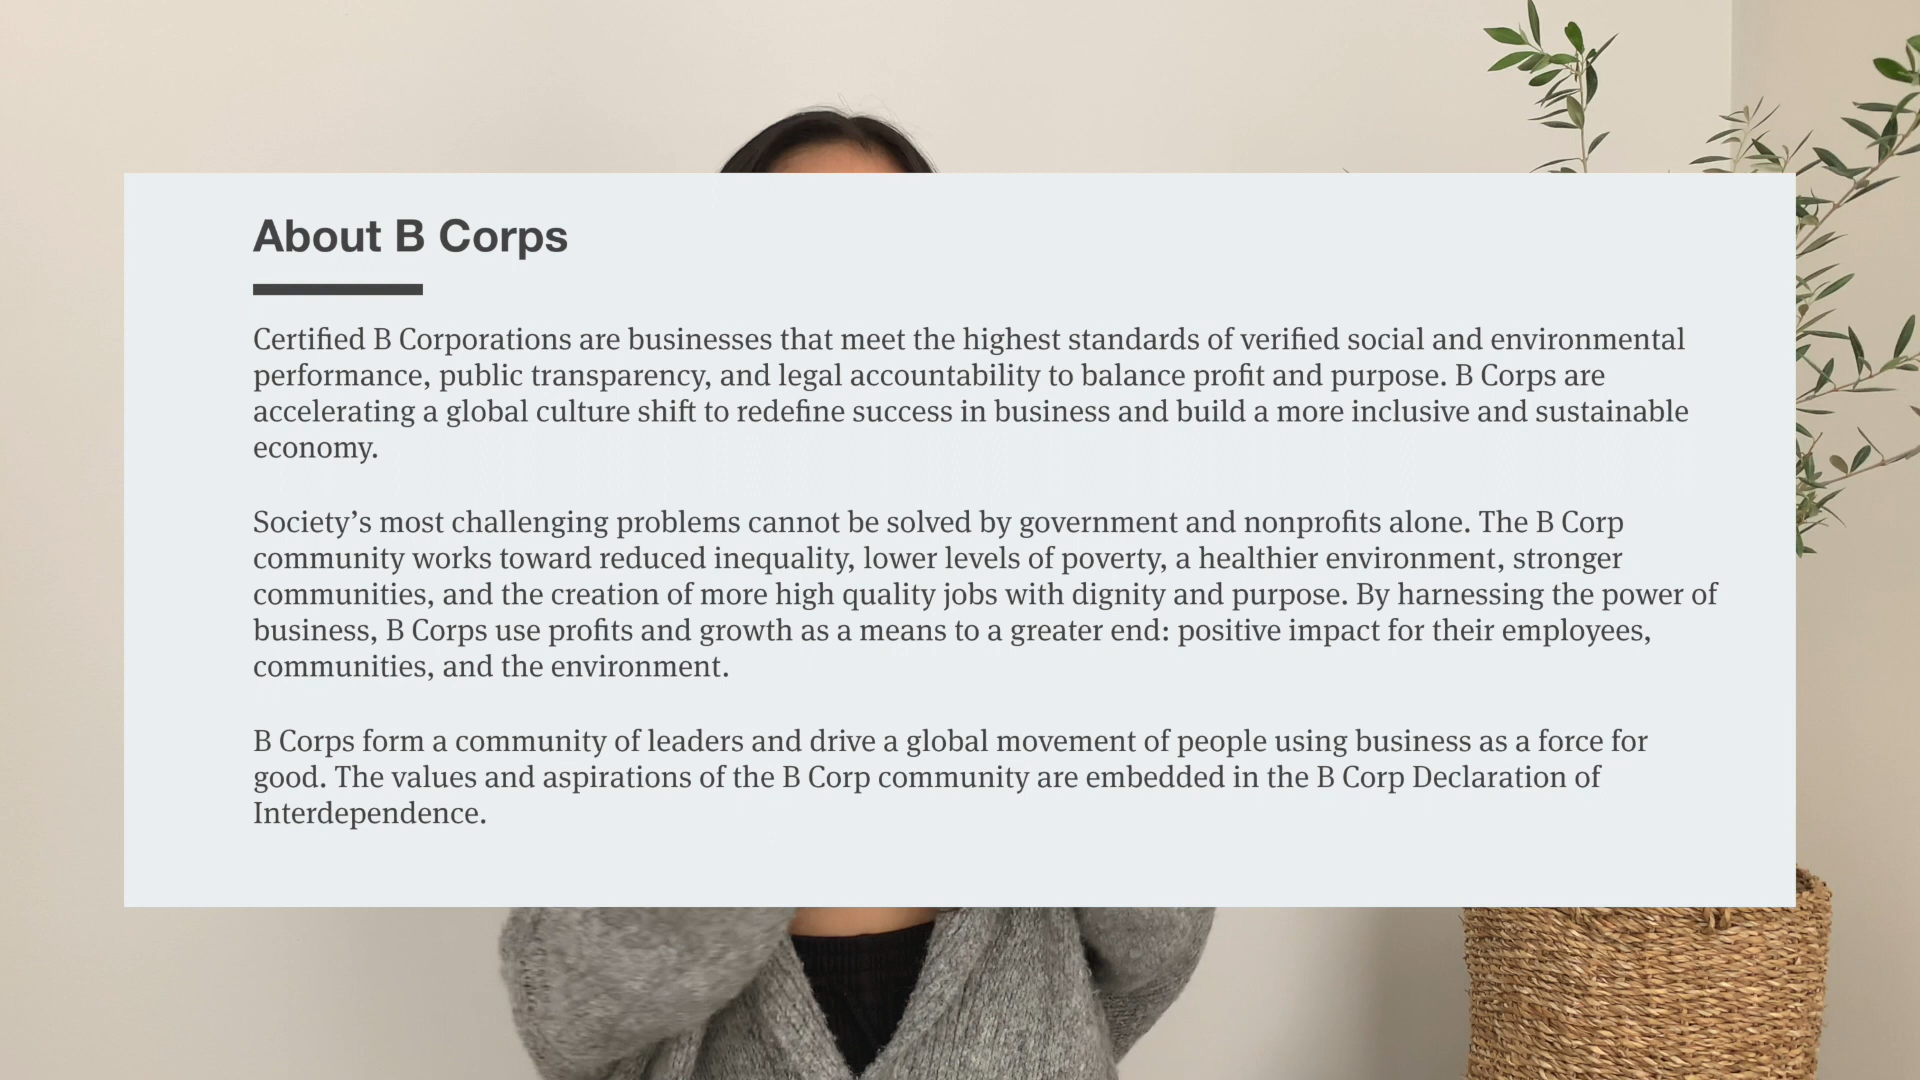 About B Corps
Certified B Corporations are businesses that meet the highest standards of verified social and environmental
performance, public transparency, and legal accountability to balance profit and purpose. B Corps are
accelerating a global culture shift to redefine success in business and build a more inclusive and sustainable
economy.
Society’s most challenging problems cannot be solved by government and nonprofits alone. The B Corp
community works toward reduced inequality, lower levels of poverty, a healthier environment, stronger
communities, and the creation of more high quality jobs with dignity and purpose. By harnessing the power of
business, B Corps use profits and growth as a means to a greater end: positive impact for their employees,
communities, and the environment.
B Corps form a community of leaders and drive a global movement of people using business as a force for
good. The values and aspirations of the B Corp community are embedded in the B Corp Declaration of
Interdependence.